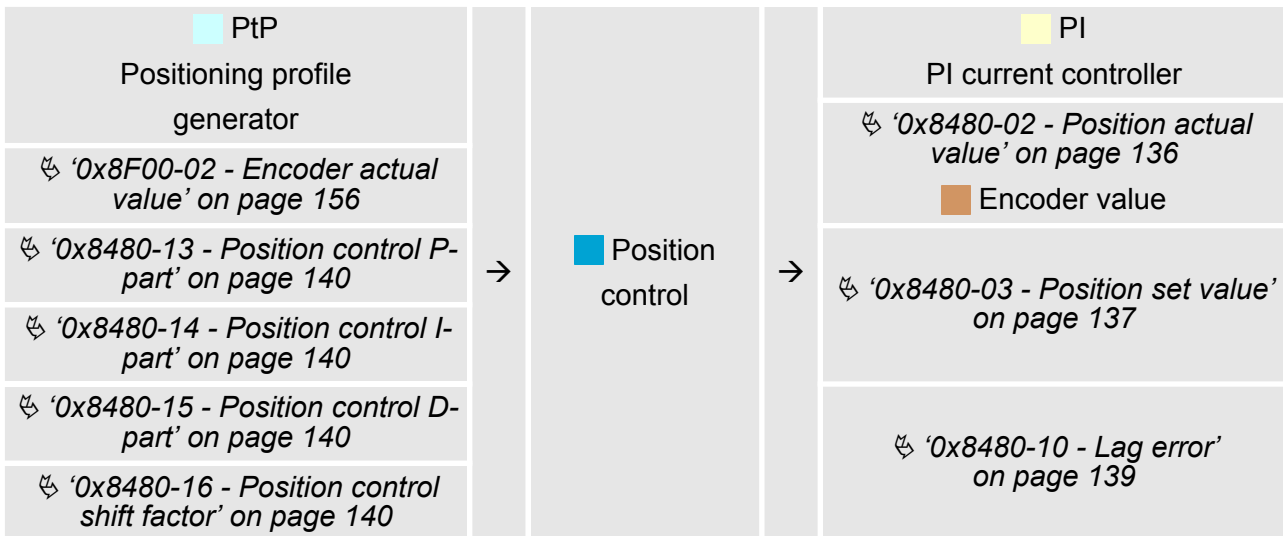 PtP
Positioning profile
generator
↳ '0x8F00-02 - Encoder actual
value' on page 156
↳ '0x8480-13 - Position control P-
part' on page 140
↳ '0x8480-14 - Position control I-
part' on page 140
↳ '0x8480-15 - Position control D-
part' on page 140
↳ '0x8480-16 - Position control
shift factor' on page 140
→
Position
control
→
PI
PI current controller
↳ '0x8480-02 - Position actual
value' on page 136
Encoder value
↳ '0x8480-03 - Position set value'
on page 137
↳ '0x8480-10 - Lag error'
on page 139